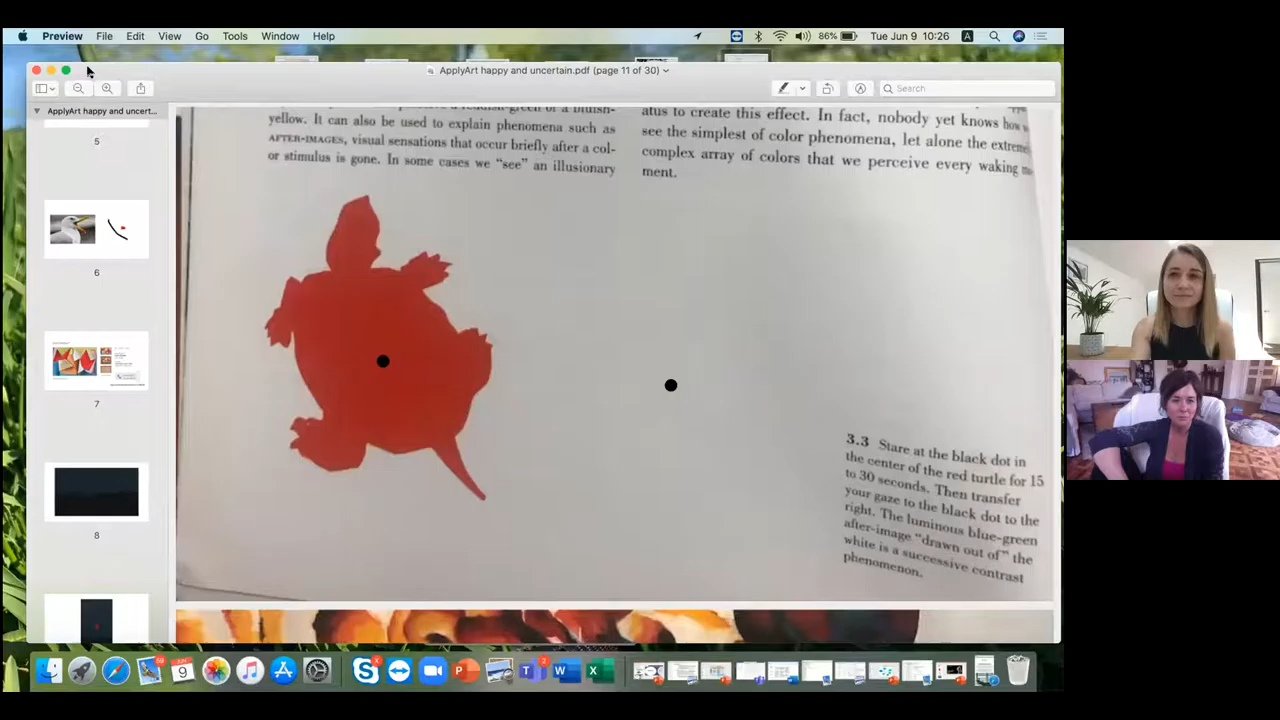 Preview File Edit View Go Tools Window Help
86% Tue Jun 9 10:26
ApplyArt happy and uncertain.pdf (page 11 of 30)
Search
ApplyArt happy and uncert...
5
6
7
8
yellow. It can also be used to explain phenomena such as
AFTER-IMAGES, visual sensations that occur briefly after a col-
or stimulus is gone. In some cases we “see” an illusionary
atus to create this effect. In fact, nobody yet knows how
see the simplest of color phenomena, let alone the extreme
complex array of colors that we perceive every waking
ment.
3.3 Stare at the black dot in
the center of the red turtle for 15
to 30 seconds. Then transfer
your gaze to the black dot to the
right. The luminous blue-green
after-image “drawn out of” the
white is a successive contrast
phenomenon.